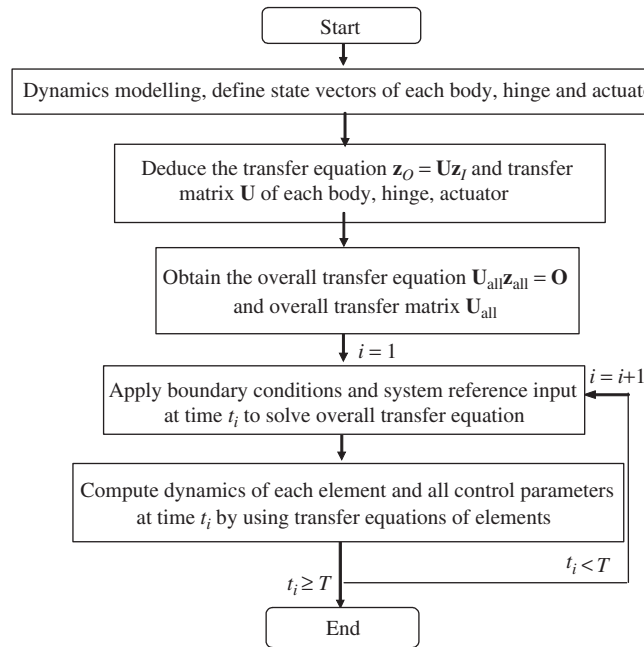 Start
Dynamics modelling, define state vectors of each body, hinge and actuat
Deduce the transfer equation z_O = Uz_I and transfer
matrix U of each body, hinge, actuator
Obtain the overall transfer equation U_all z_all = O
and overall transfer matrix U_all
i = 1
i = i+1
Apply boundary conditions and system reference input
at time t_i to solve overall transfer equation
Compute dynamics of each element and all control parameters
at time t_i by using transfer equations of elements
t_i < T
t_i ≥ T
End